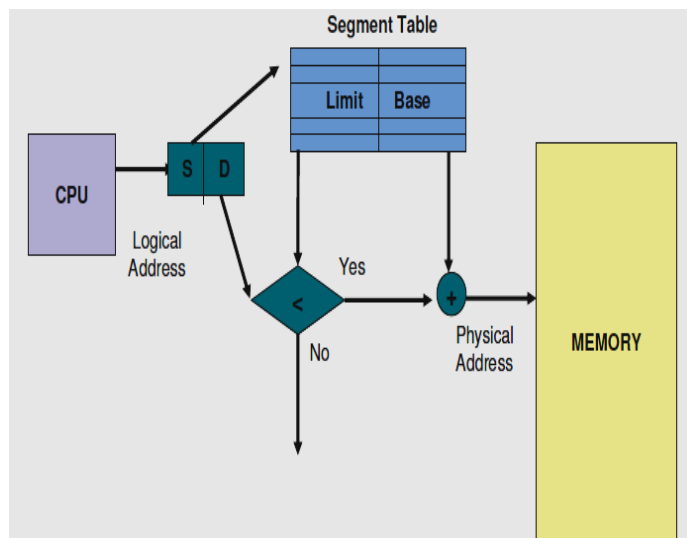 Segment Table
Limit Base
CPU
S D
Logical
Address
Yes
<
+
No
Physical
Address
MEMORY